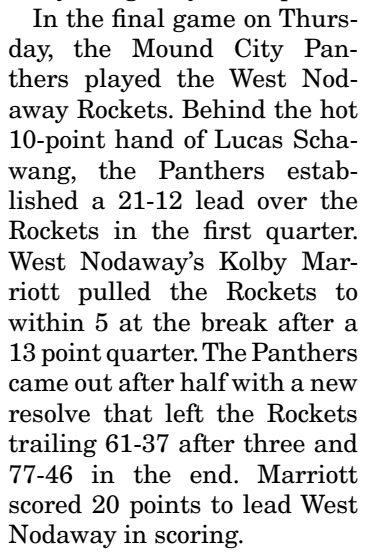 In the final game on Thurs-
day, the Mound City Pan-
thers played the West Nod-
away Rockets. Behind the hot
10-point hand of Lucas Scha-
wang, the Panthers estab-
lished a 21-12 lead over the
Rockets in the first quarter.
West Nodaway's Kolby Mar-
riott pulled the Rockets to
within 5 at the break after a
13 point quarter. The Panthers
came out after half with a new
resolve that left the Rockets
trailing 61-37 after three and
77-46 in the end. Marriott
scored 20 points to lead West
Nodaway in scoring.